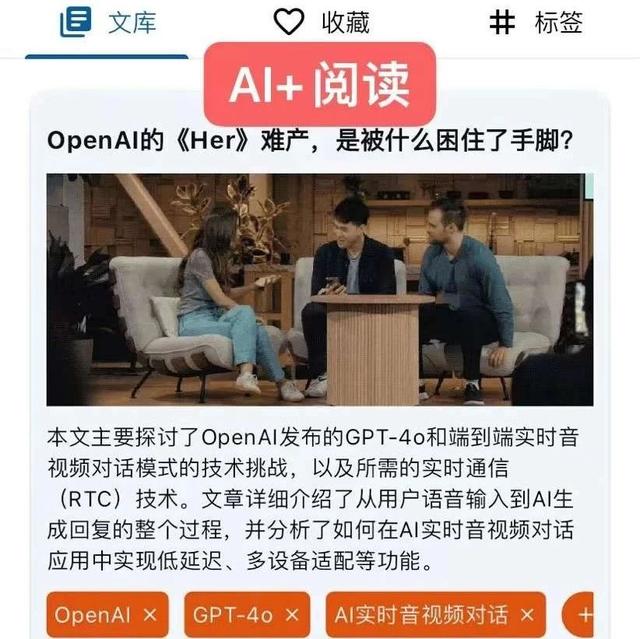 文库
收藏
标签
AI+阅读
OpenAI的《Her》难产，是被什么困住了手脚？
本文主要探讨了OpenAI发布的GPT-4o和端到端实时音
视频对话模式的技术挑战，以及所需的实时通信
（RTC）技术。文章详细介绍了从用户语音输入到AI生
成回复的整个过程，并分析了如何在AI实时音视频对话
应用中实现低延迟、多设备适配等功能。
OpenAI ×
GPT-4o ×
AI实时音视频对话 ×
+